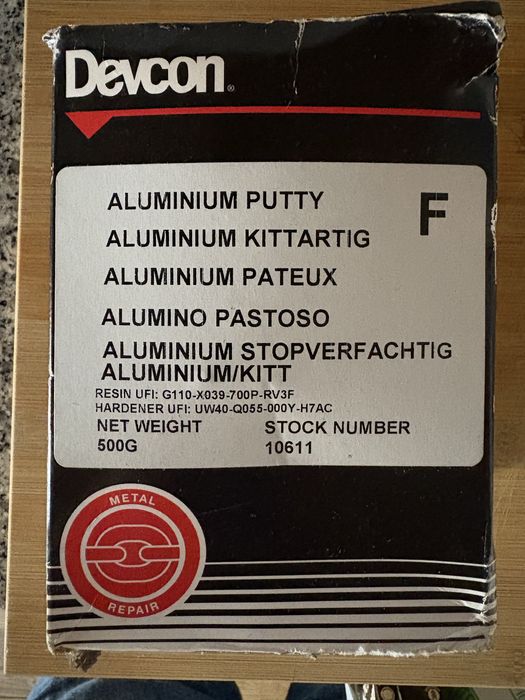 Devcon®
ALUMINIUM PUTTY F
ALUMINIUM KITTARTIG
ALUMINIUM PATEUX
ALUMINO PASTOSO
ALUMINIUM STOPVERFACHTIG
ALUMINIUM/KITT
RESIN UFI: G110-X039-700P-RV3F
HARDENER UFI: UW40-Q055-000Y-H7AC
NET WEIGHT STOCK NUMBER
500G 10611
METAL
REPAIR